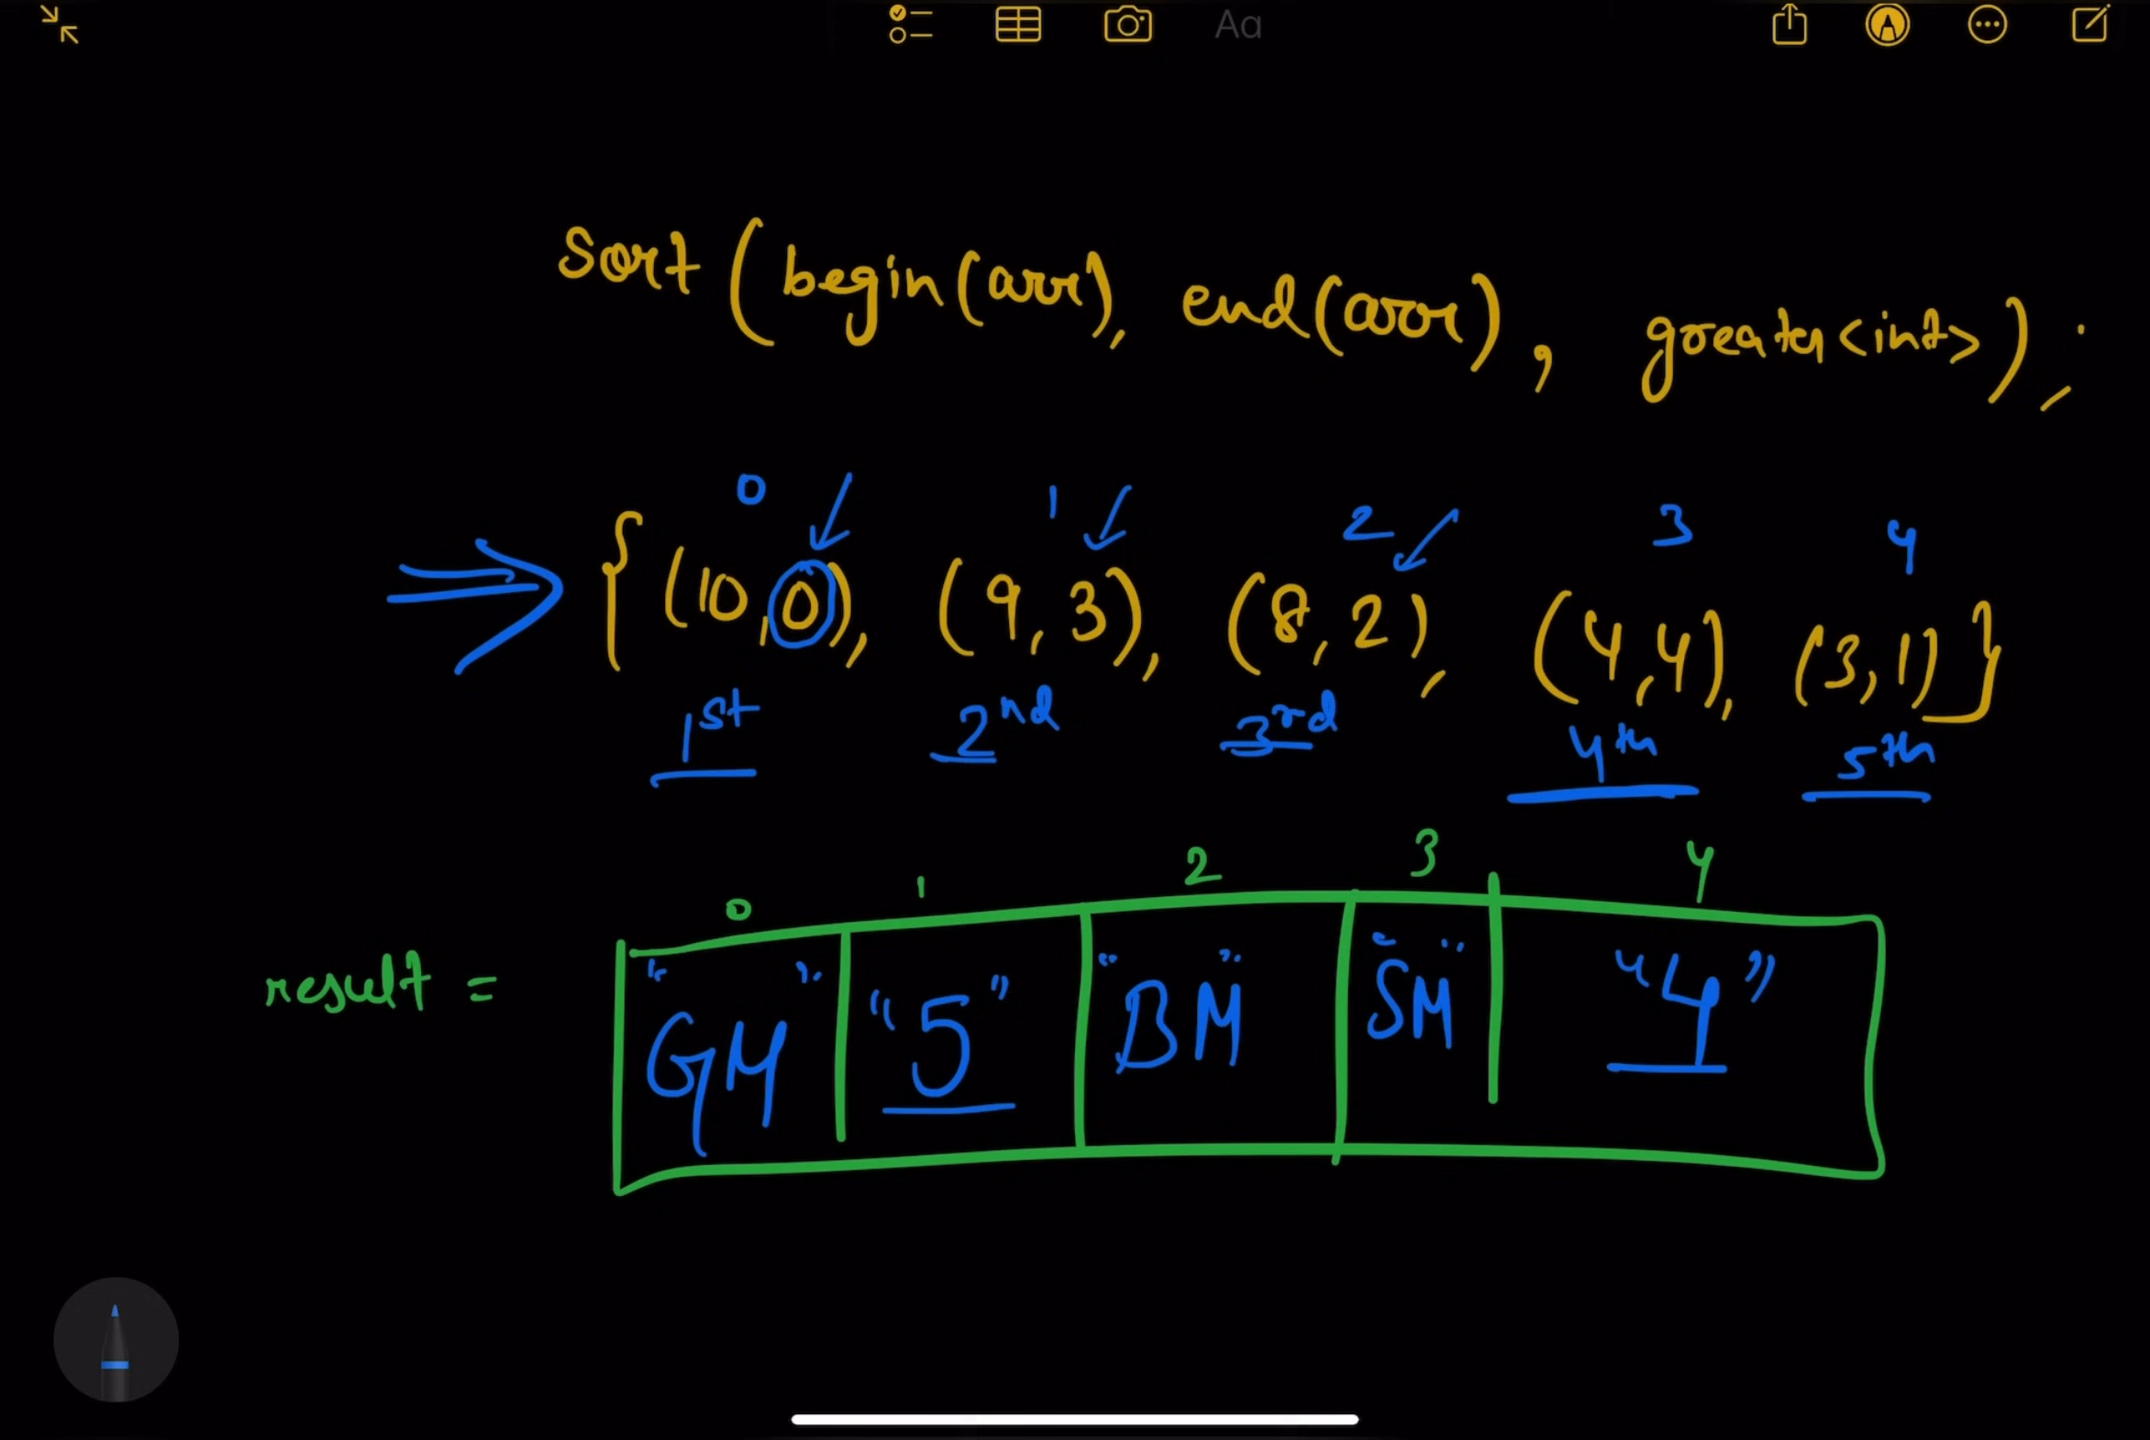 Aa
Sort (begin(arr), end(arr), greater<int>);
0 1 2 3 4
{(10,0), (9,3), (8,2), (4,4), (3,1)}
1st 2nd 3rd 4th 5th
0 1 2 3 4
result = "GM" "5" "BM" "SM" "4"